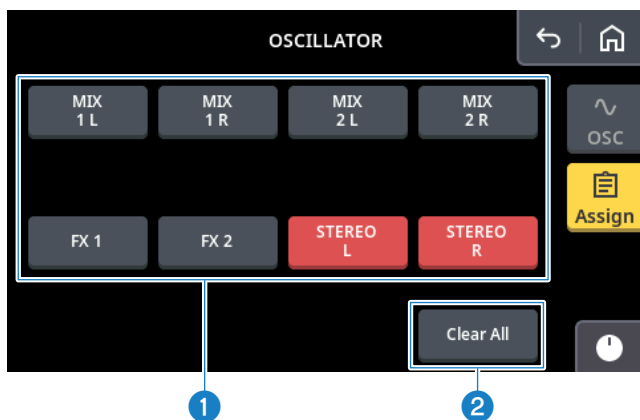 OSCILLATOR
MIX
1 L
MIX
1 R
MIX
2 L
MIX
2 R
OSC
FX 1
FX 2
STEREO
L
STEREO
R
Assign
Clear All
1
2